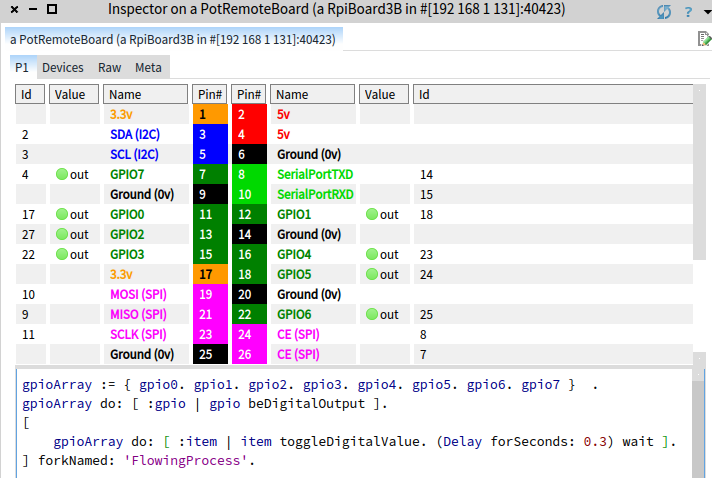 Inspector on a PotRemoteBoard (a RpiBoard3B in #[192 168 1 131]:40423)
a PotRemoteBoard (a RpiBoard3B in #[192 168 1 131]:40423)
P1 Devices Raw Meta
Id Value Name Pin# Pin# Name Value Id
3.3v 1 2 5v
2 SDA (I2C) 3 4 5v
3 SCL (I2C) 5 6 Ground (0v)
4 out GPIO7 7 8 SerialPortTXD 14
Ground (0v) 9 10 SerialPortRXD 15
17 out GPIO0 11 12 GPIO1 out 18
27 out GPIO2 13 14 Ground (0v)
22 out GPIO3 15 16 GPIO4 out 23
3.3v 17 18 GPIO5 out 24
10 MOSI (SPI) 19 20 Ground (0v)
9 MISO (SPI) 21 22 GPIO6 out 25
11 SCLK (SPI) 23 24 CE (SPI) 8
Ground (0v) 25 26 CE (SPI) 7
gpioArray := { gpio0. gpio1. gpio2. gpio3. gpio4. gpio5. gpio6. gpio7 } .
gpioArray do: [ :gpio | gpio beDigitalOutput ].
[
gpioArray do: [ :item | item toggleDigitalValue. (Delay forSeconds: 0.3) wait ].
] forkNamed: 'FlowingProcess'.